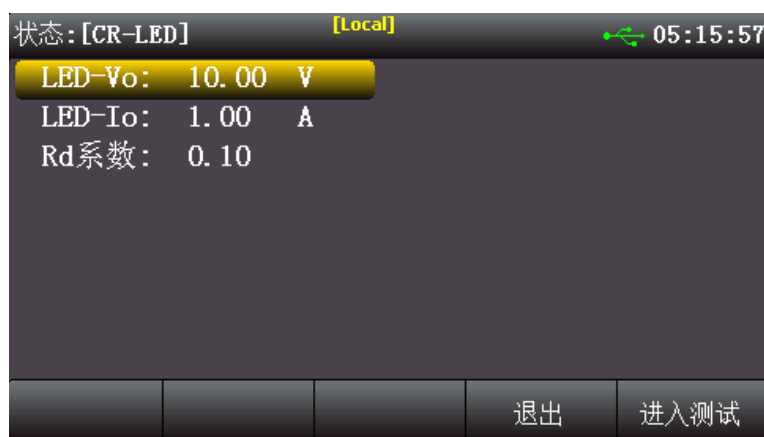 状态:[CR-LED] [Local] 05:15:57
LED-Vo: 10.00 V
LED-Io: 1.00 A
Rd系数: 0.10
退出 进入测试